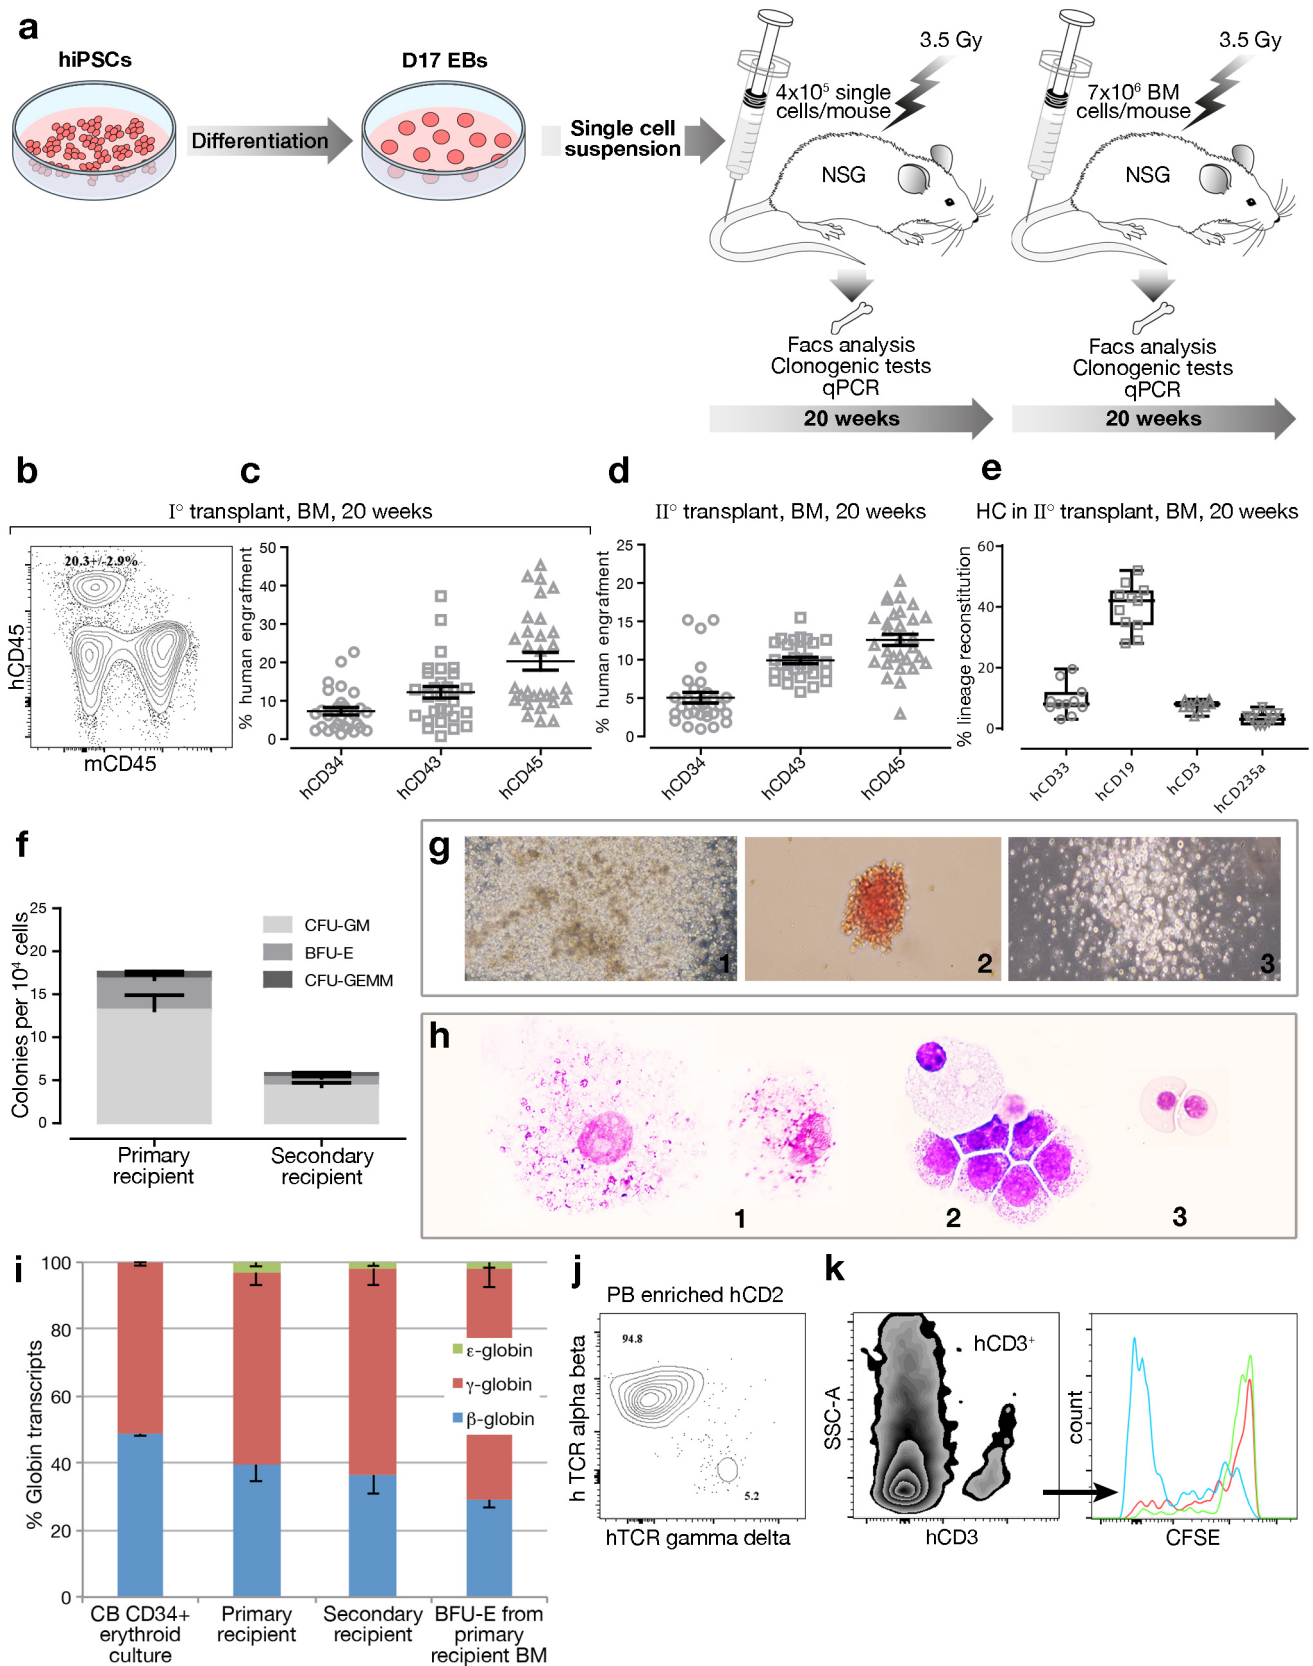 a
hiPSCs
D17 EBs
Differentiation
Single cell
suspension
3.5 Gy
4x10⁵ single
cells/mouse
NSG
Facs analysis
Clonogenic tests
qPCR
20 weeks
3.5 Gy
7x10⁶ BM
cells/mouse
NSG
Facs analysis
Clonogenic tests
qPCR
20 weeks
b
c
I° transplant, BM, 20 weeks
20.3+/-2.9%
hCD45
mCD45
% human engrafment
50
40
30
20
10
0
hCD34
hCD43
hCD45
d
II° transplant, BM, 20 weeks
% human engrafment
25
20
15
10
5
0
hCD34
hCD43
hCD45
e
HC in II° transplant, BM, 20 weeks
% lineage reconstitution
60
40
20
0
hCD33
hCD19
hCD3
hCD235a
f
Colonies per 10⁴ cells
25
20
15
10
5
0
CFU-GM
BFU-E
CFU-GEMM
Primary
recipient
Secondary
recipient
g
1
2
3
h
1
2
3
i
% Globin transcripts
100
80
60
40
20
0
ε-globin
γ-globin
β-globin
CB CD34+
erythroid
culture
Primary
recipient
Secondary
recipient
BFU-E from
primary
recipient BM
j
PB enriched hCD2
94.8
5.2
h TCR alpha beta
hTCR gamma delta
k
hCD3⁺
SSC-A
hCD3
count
CFSE